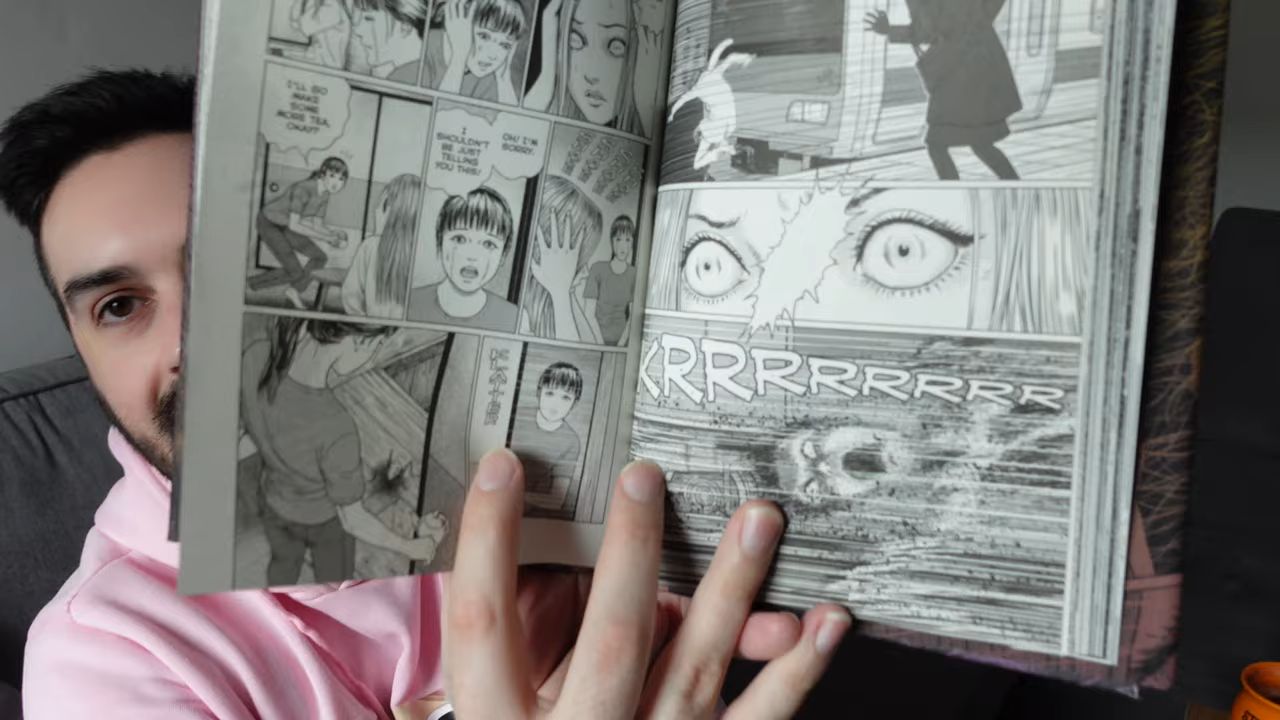 I'LL GO
MAKE
SOME
MORE TEA,
OKAY?
I
SHOULDN'T
BE JUST
TELLING
YOU THIS!
OH! I'M
SORRY.
KRRRRRRRRRR